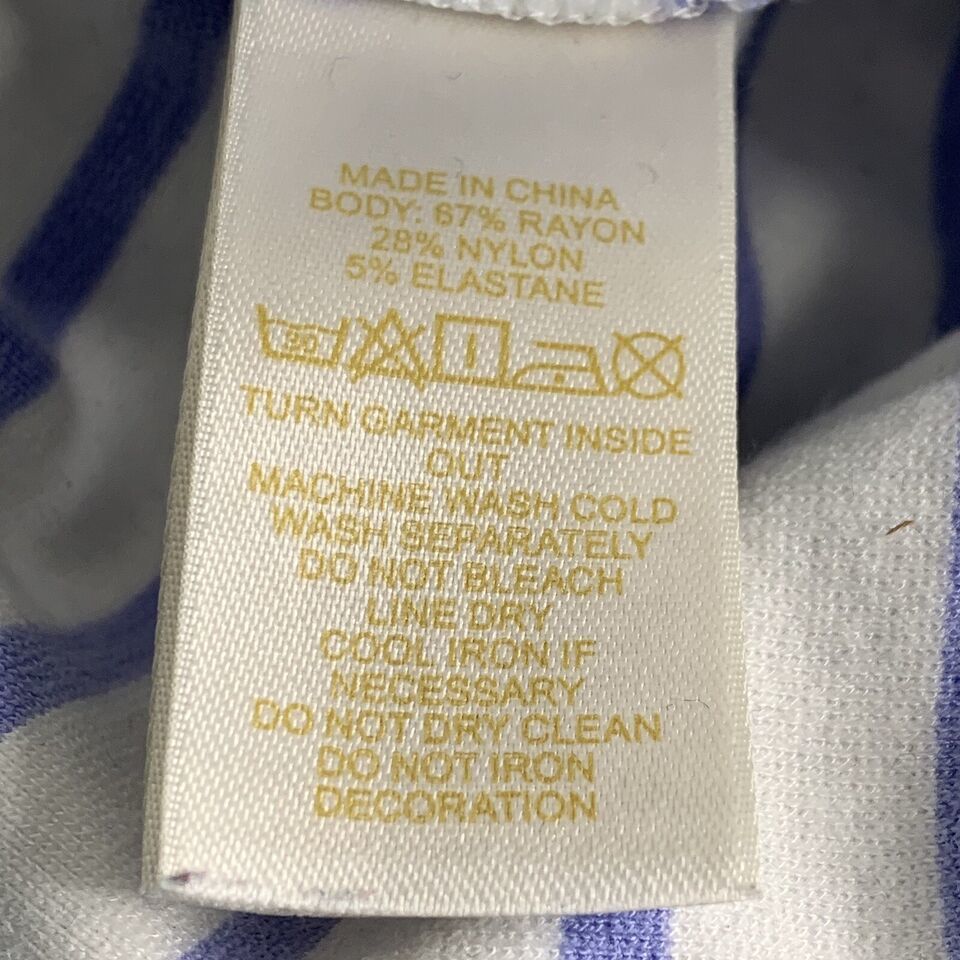 MADE IN CHINA
BODY: 67% RAYON
28% NYLON
5% ELASTANE
30
TURN GARMENT INSIDE
OUT
MACHINE WASH COLD
WASH SEPARATELY
DO NOT BLEACH
LINE DRY
COOL IRON IF
NECESSARY
DO NOT DRY CLEAN
DO NOT IRON
DECORATION